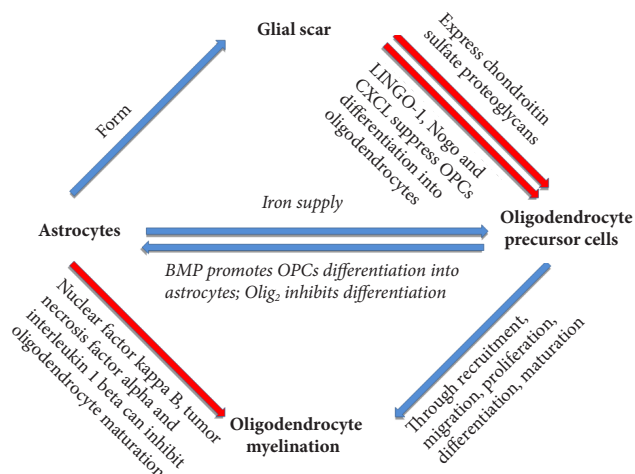 Glial scar
Form
Express chondroitin
sulfate proteoglycans
LINGO-1, Nogo and
CXCL suppress OPCs
differentiation into
oligodendrocytes
Astrocytes
Iron supply
Oligodendrocyte
precursor cells
BMP promotes OPCs differentiation into
astrocytes; Olig₂ inhibits differentiation
Nuclear factor kappa B, tumor
necrosis factor alpha and
interleukin 1 beta can inhibit
oligodendrocyte maturation
Through recruitment,
migration, proliferation,
differentiation, maturation
Oligodendrocyte
myelination